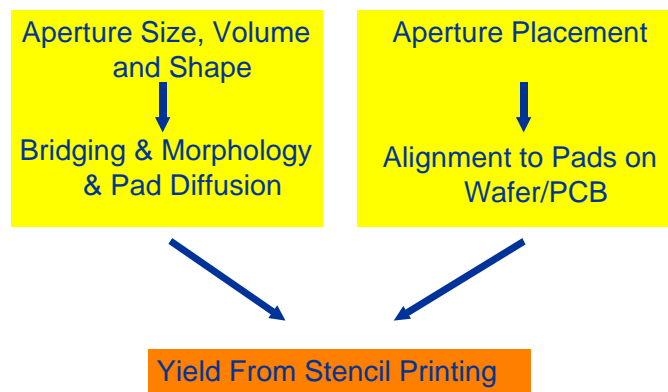 Aperture Size, Volume
and Shape
Bridging & Morphology
& Pad Diffusion
Aperture Placement
Alignment to Pads on
Wafer/PCB
Yield From Stencil Printing